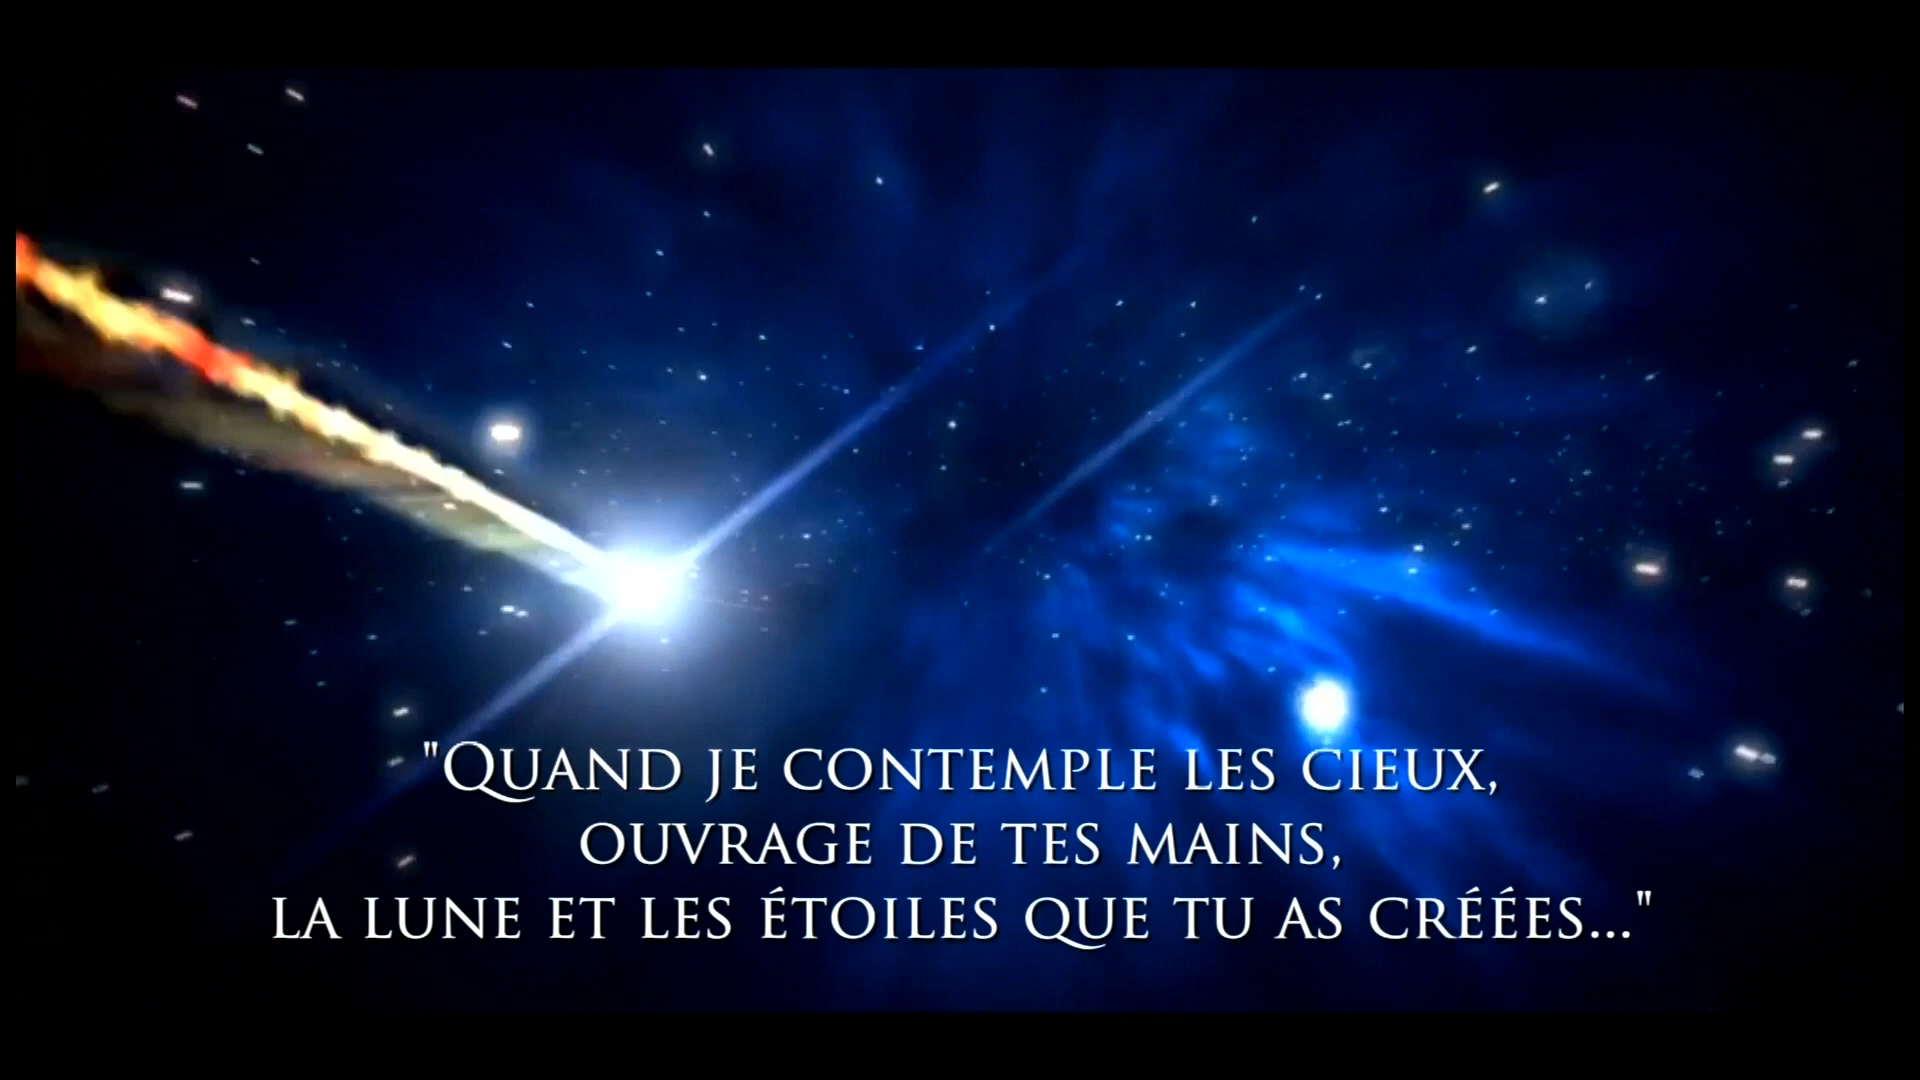 "Quand je contemple les cieux,
ouvrage de tes mains,
la lune et les étoiles que tu as créées..."